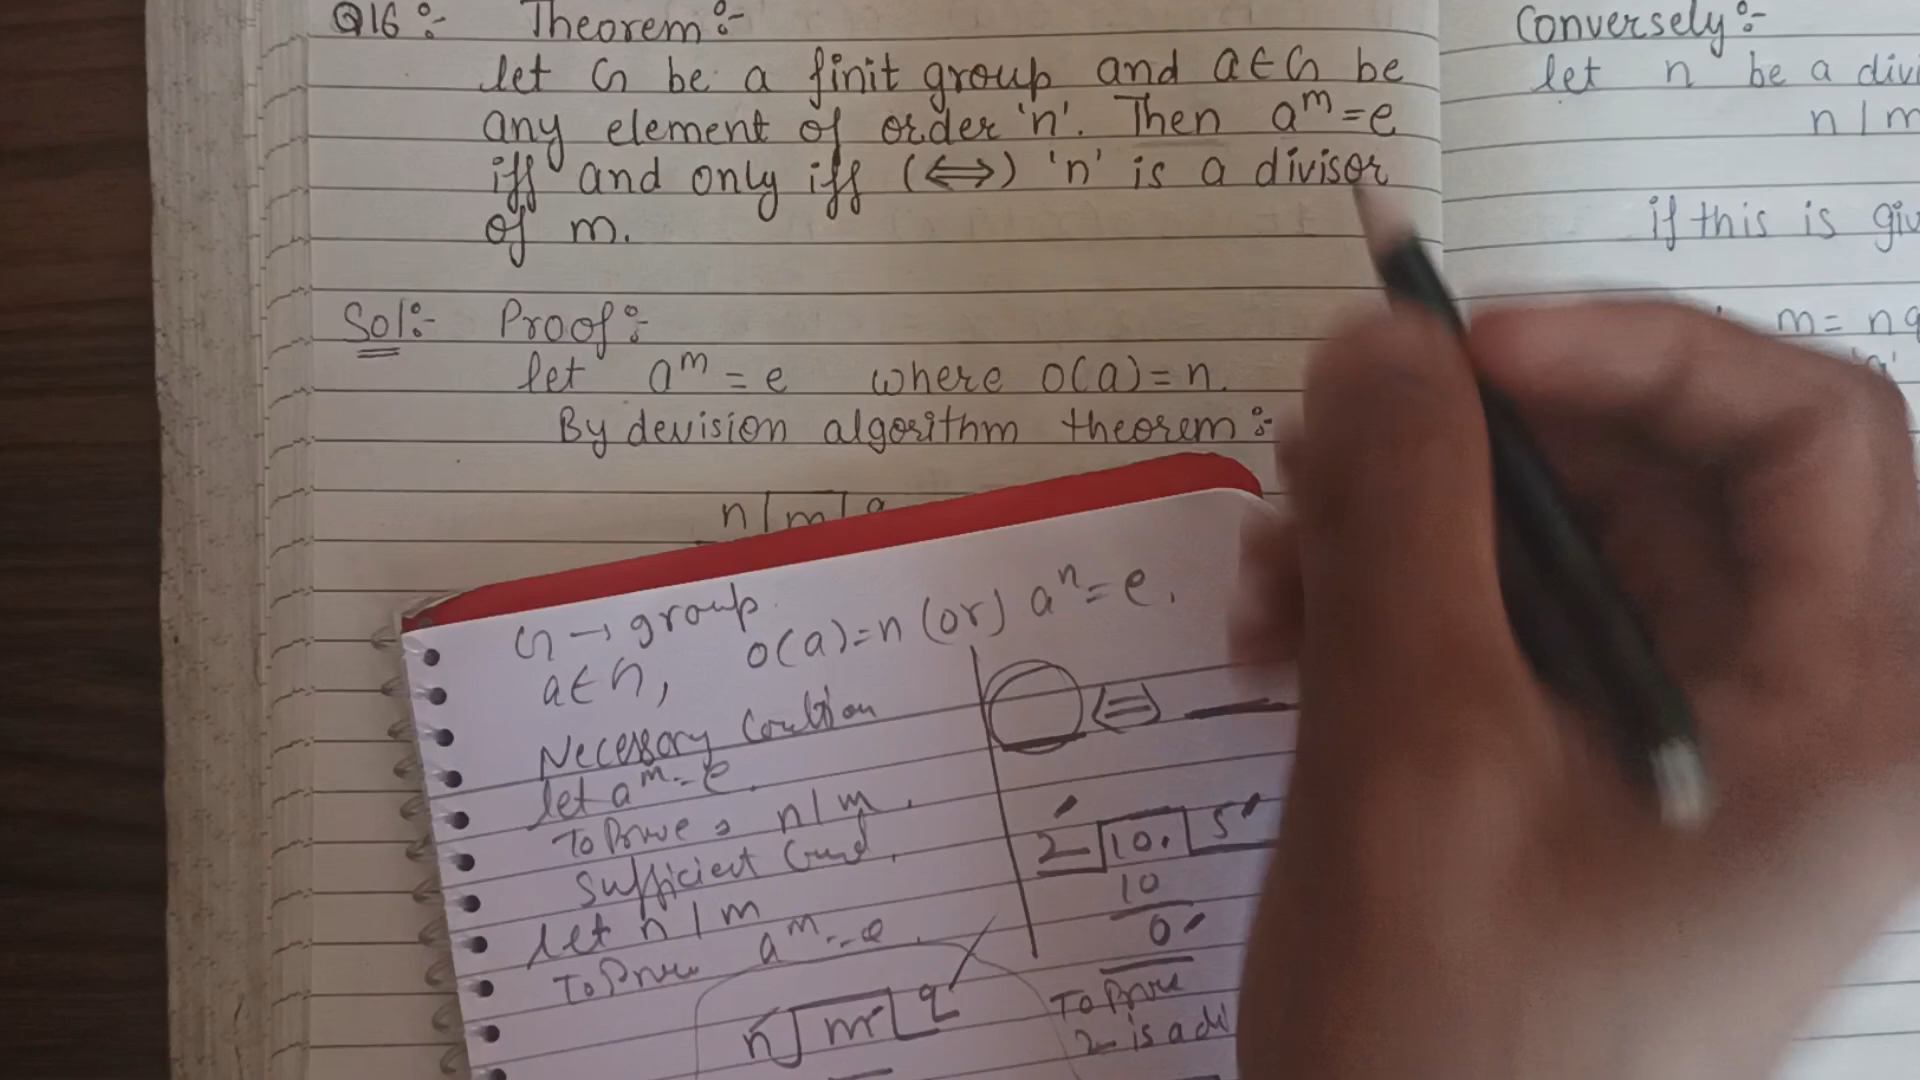 Q16:- Theorem:-
let G be a finit group and a∈G be
any element of order 'n'. Then a^m=e
iff and only iff (⇔) 'n' is a divisor
of m.
Sol:- Proof:-
let a^m = e where o(a)=n.
By devision algorithm theorem:-
n m q
G → group.
a∈G, o(a)=n (or) a^n=e.
Necessary
let a^m=e.
To Prove n/m.
Sufficient
let n/m
To Prove a^m=e
n m q
⇔
2 10. 5
10
0
To Prove
2 is a
Conversely:-
let n be a
n/m
if this is
m= n